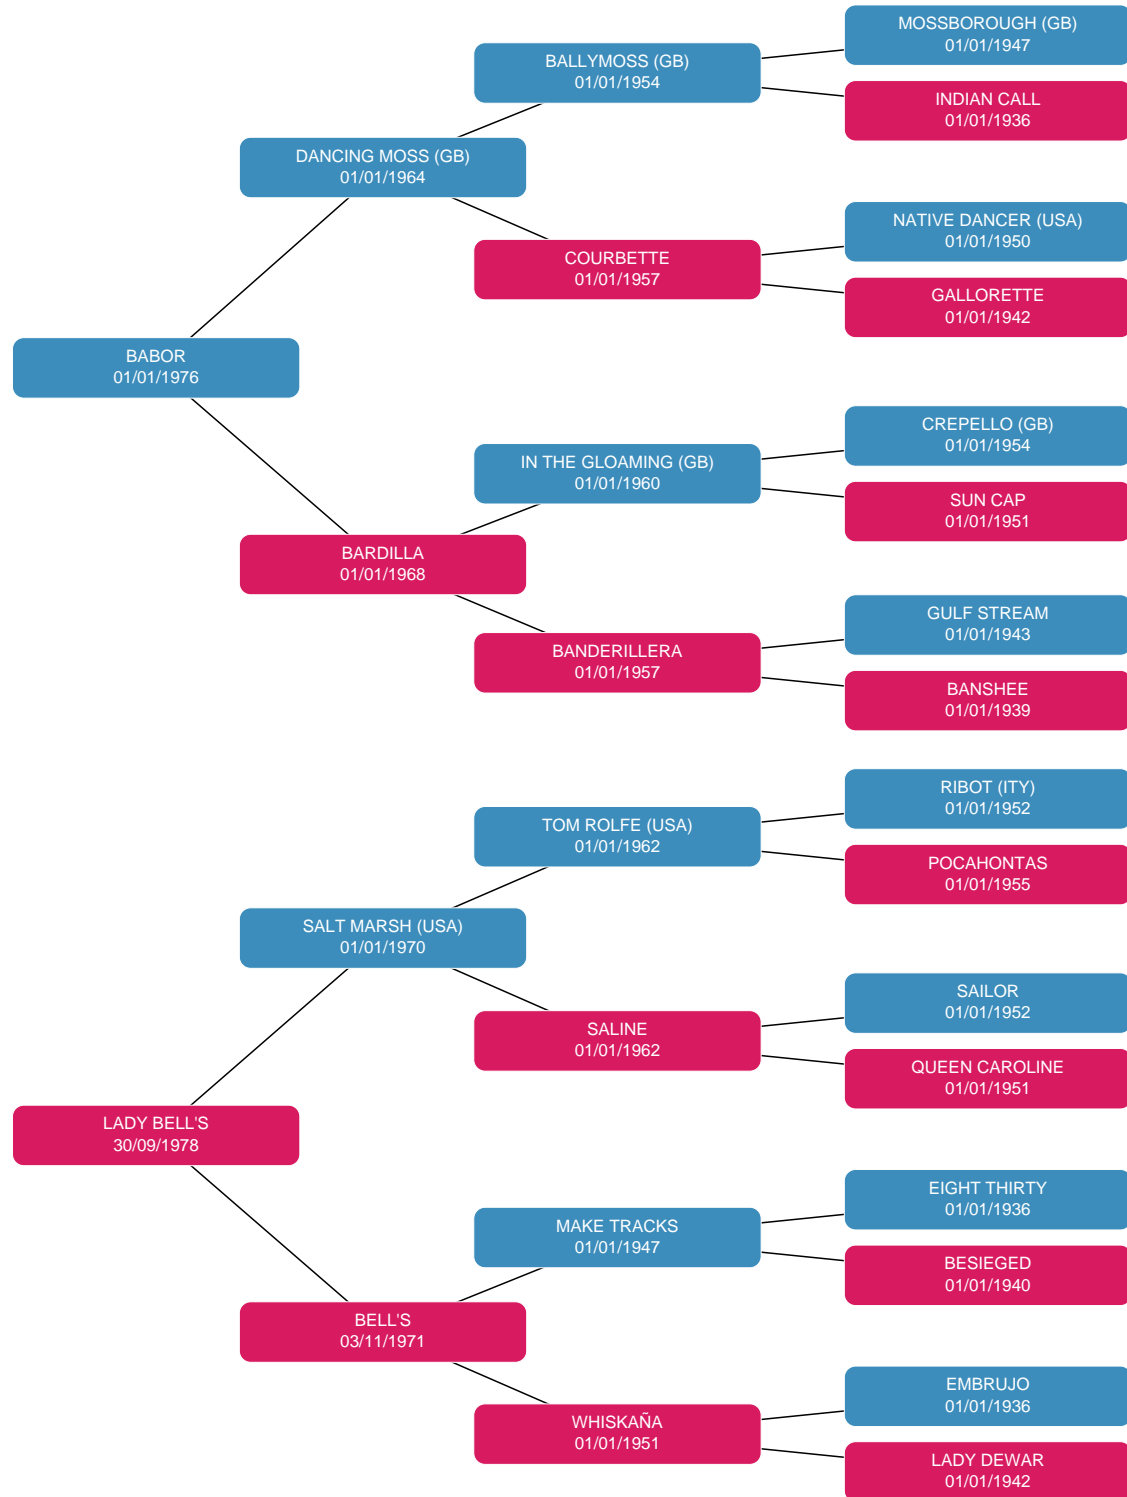 MOSSBOROUGH (GB)
01/01/1947
BALLYMOSS (GB)
01/01/1954
INDIAN CALL
01/01/1936
DANCING MOSS (GB)
01/01/1964
NATIVE DANCER (USA)
01/01/1950
COURBETTE
01/01/1957
GALLORETTE
01/01/1942
BABOR
01/01/1976
CREPELLO (GB)
01/01/1954
IN THE GLOAMING (GB)
01/01/1960
SUN CAP
01/01/1951
BARDILLA
01/01/1968
GULF STREAM
01/01/1943
BANDERILLERA
01/01/1957
BANSHEE
01/01/1939
RIBOT (ITY)
01/01/1952
TOM ROLFE (USA)
01/01/1962
POCAHONTAS
01/01/1955
SALT MARSH (USA)
01/01/1970
SAILOR
01/01/1952
SALINE
01/01/1962
QUEEN CAROLINE
01/01/1951
LADY BELL'S
30/09/1978
EIGHT THIRTY
01/01/1936
MAKE TRACKS
01/01/1947
BESIEGED
01/01/1940
BELL'S
03/11/1971
EMBRUJO
01/01/1936
WHISKAÑA
01/01/1951
LADY DEWAR
01/01/1942